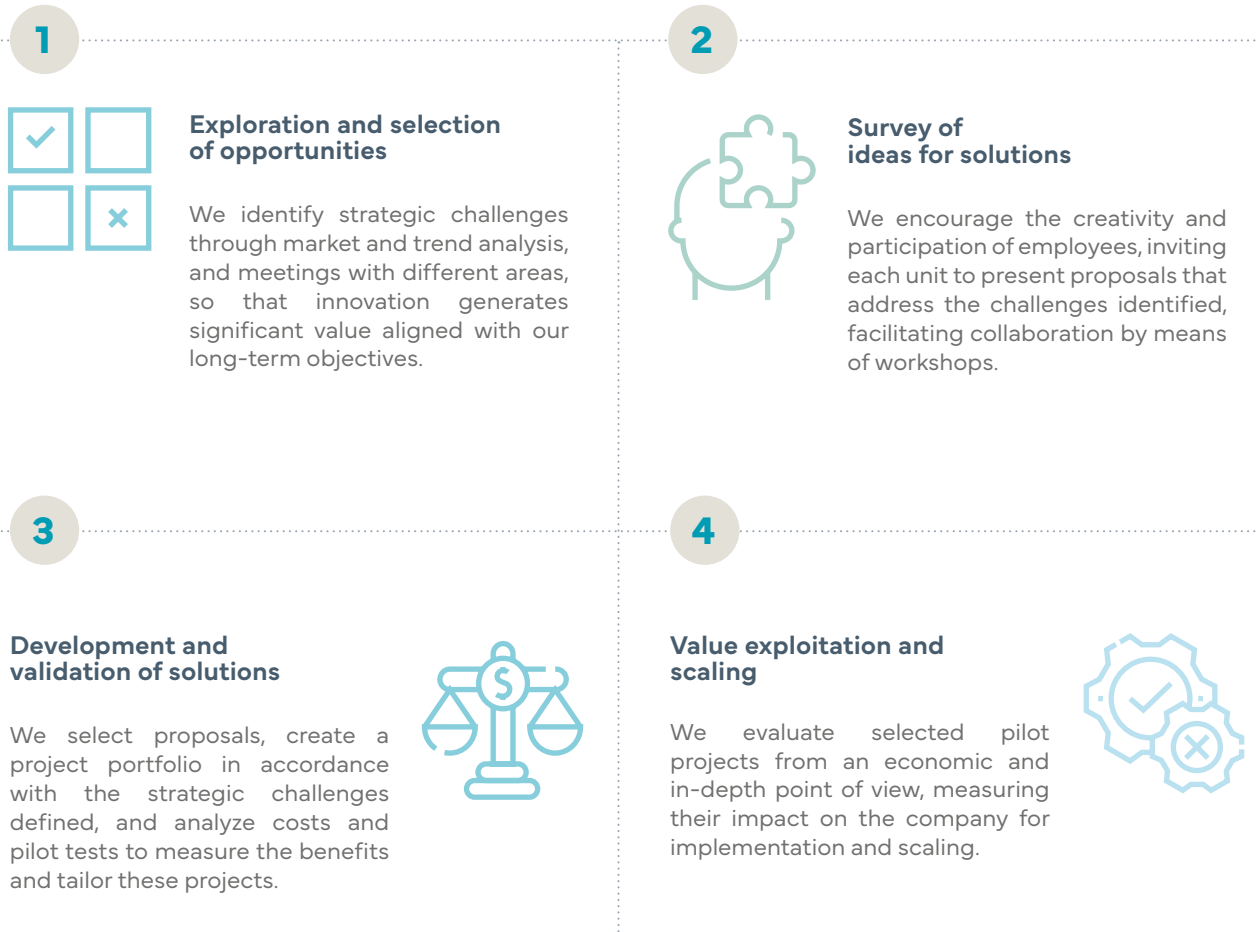 1
Exploration and selection
of opportunities
We identify strategic challenges
through market and trend analysis,
and meetings with different areas,
so that innovation generates
significant value aligned with our
long-term objectives.
2
Survey of
ideas for solutions
We encourage the creativity and
participation of employees, inviting
each unit to present proposals that
address the challenges identified,
facilitating collaboration by means
of workshops.
3
Development and
validation of solutions
We select proposals, create a
project portfolio in accordance
with the strategic challenges
defined, and analyze costs and
pilot tests to measure the benefits
and tailor these projects.
$
4
Value exploitation and
scaling
We evaluate selected pilot
projects from an economic and
in-depth point of view, measuring
their impact on the company for
implementation and scaling.